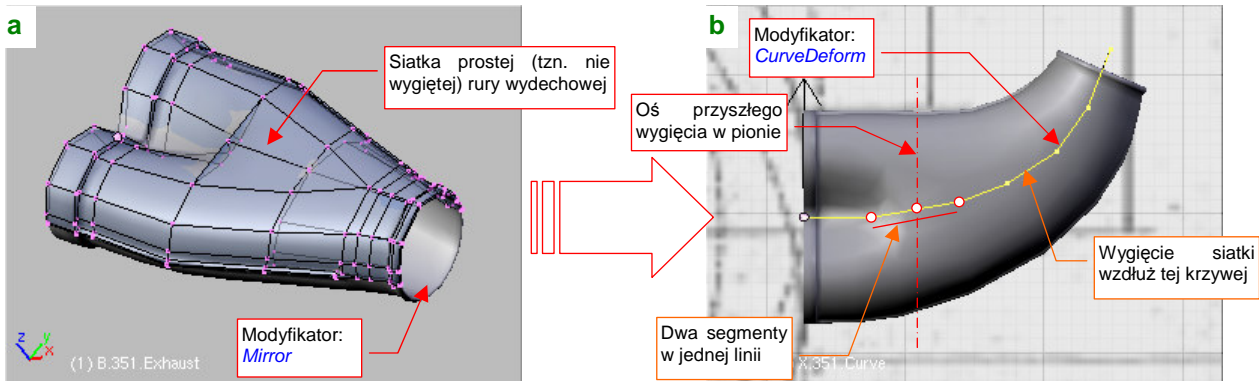 a
Siatka prostej (tzn. nie
wygiętej) rury wydechowej
Modyfikator:
Mirror
z
y
x
(1) B.351.Exhaust
b
Modyfikator:
CurveDeform
Oś przyszłego
wygięcia w pionie
Wygięcie siatki
wzdłuż tej krzywej
Dwa segmenty
w jednej linii
X.351.Curve